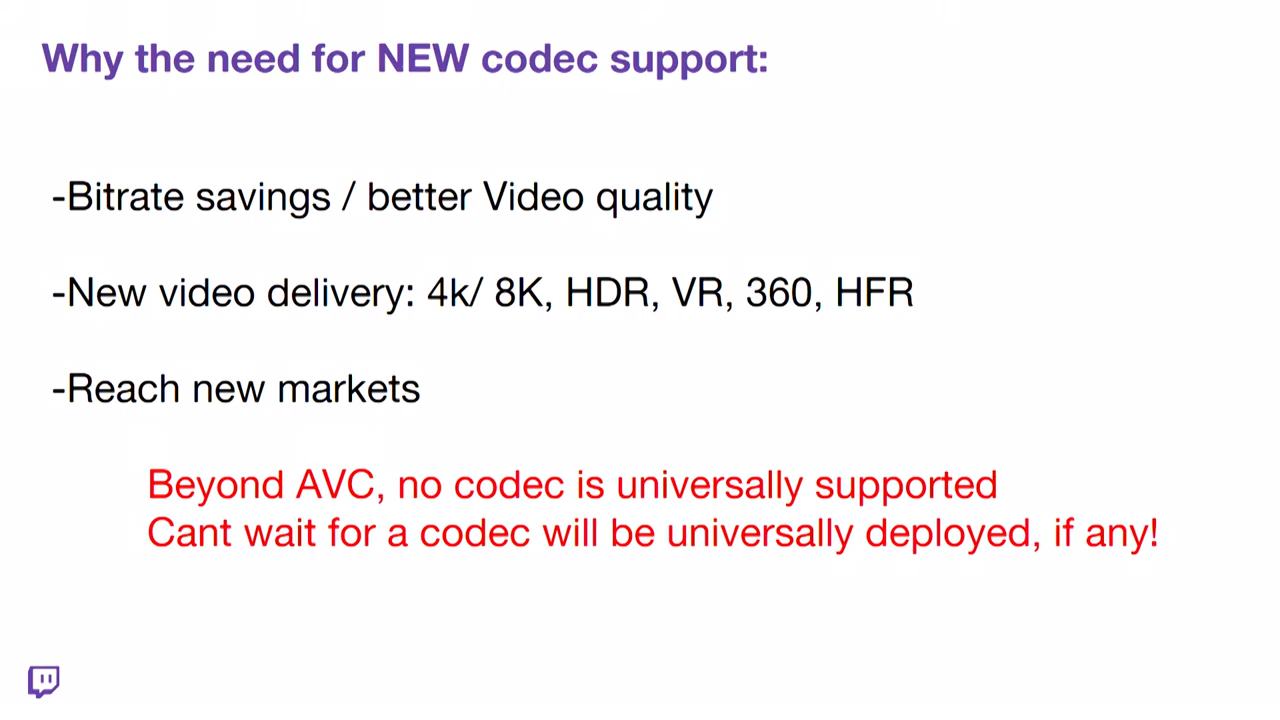 Why the need for NEW codec support:
-Bitrate savings / better Video quality
-New video delivery: 4k/ 8K, HDR, VR, 360, HFR
-Reach new markets
Beyond AVC, no codec is universally supported
Cant wait for a codec will be universally deployed, if any!